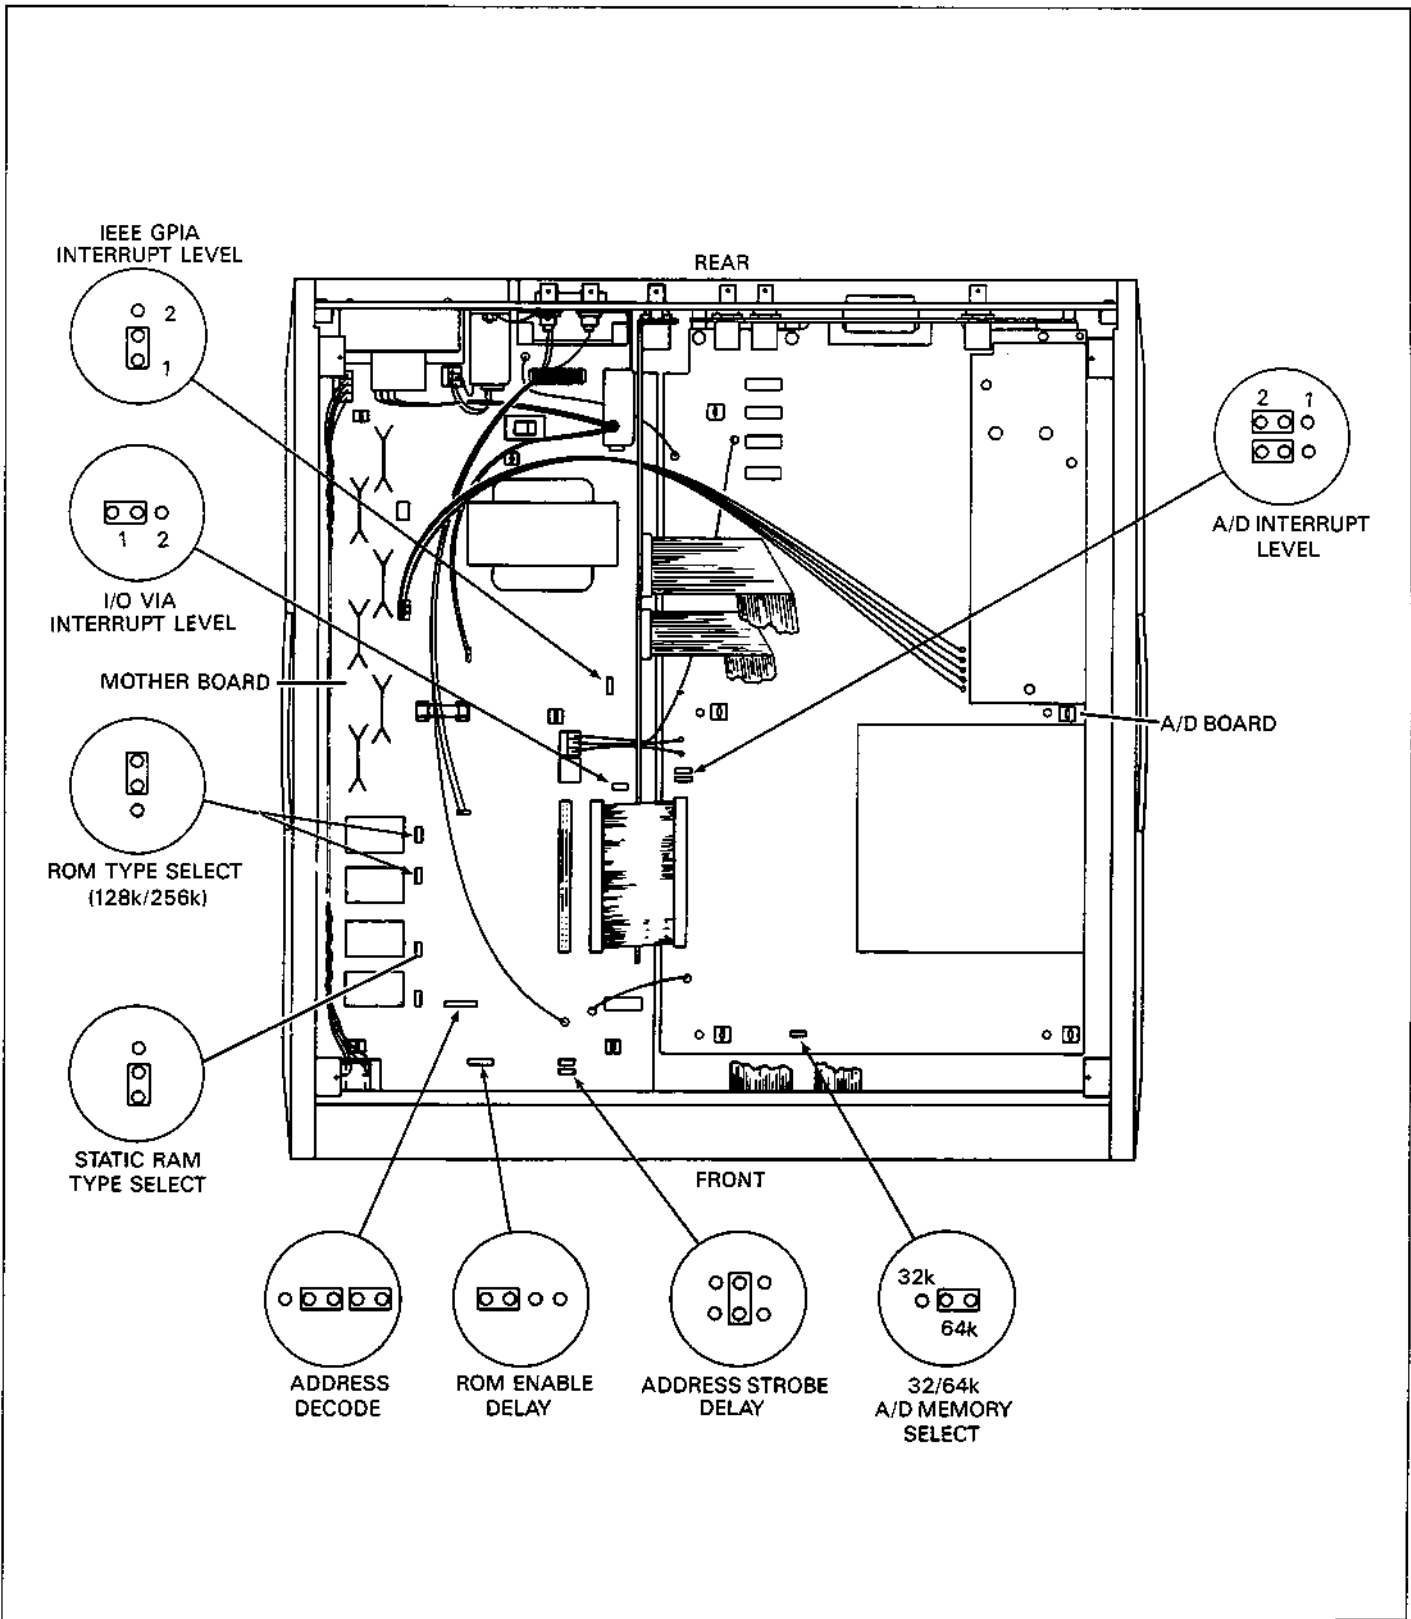 IEEE GPIA
INTERRUPT LEVEL
2
1
REAR
2 1
A/D INTERRUPT
LEVEL
1 2
I/O VIA
INTERRUPT LEVEL
MOTHER BOARD
A/D BOARD
ROM TYPE SELECT
(128k/256k)
STATIC RAM
TYPE SELECT
FRONT
ADDRESS
DECODE
ROM ENABLE
DELAY
ADDRESS STROBE
DELAY
32k
64k
32/64k
A/D MEMORY
SELECT